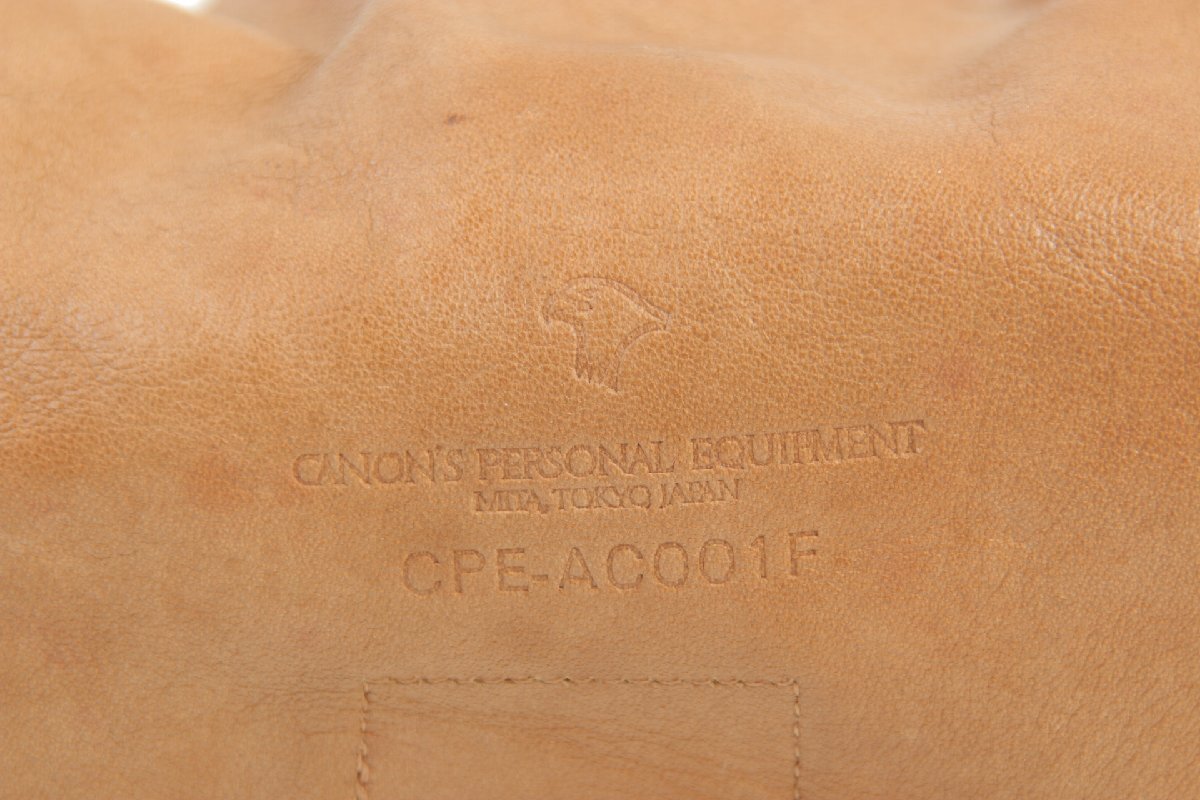 CANON'S PERSONAL EQUIPMENT
MITA, TOKYO, JAPAN
CPE-AC001F